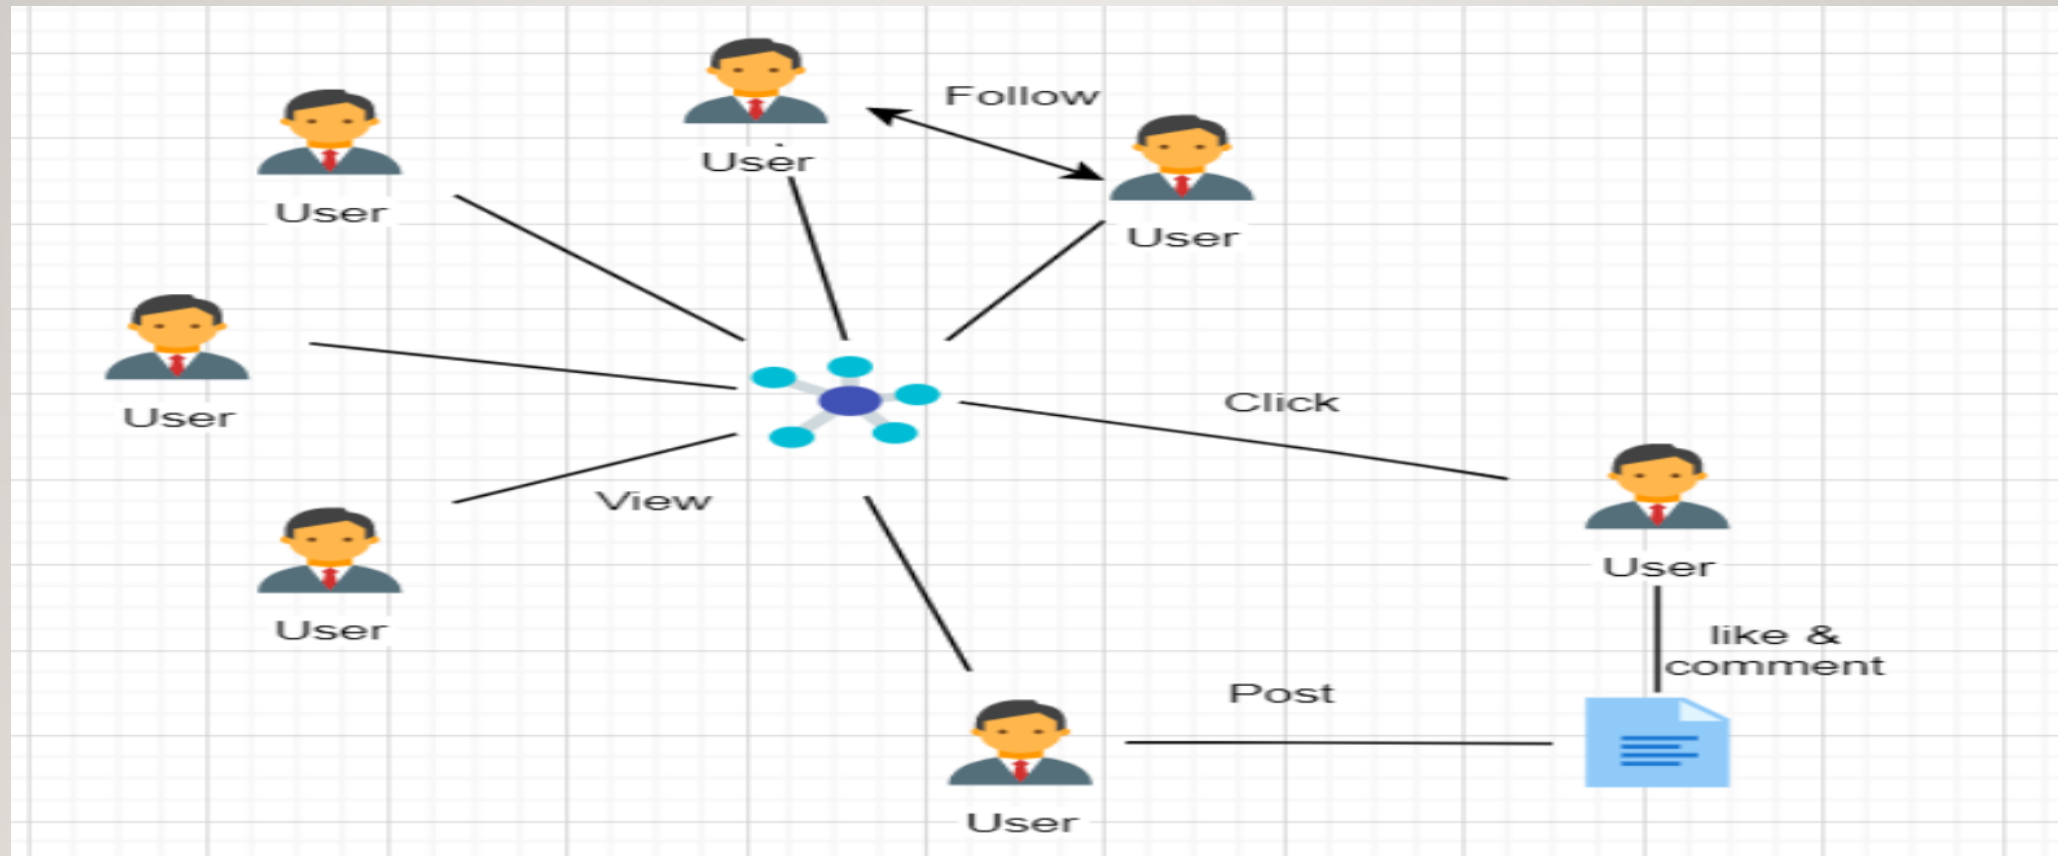 Follow
User
User
User
Click
User
View
User
User
like &
comment
Post
User